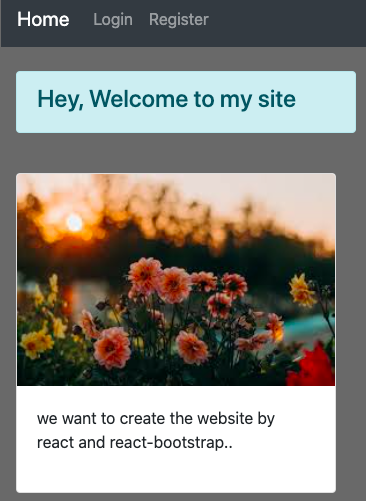 Home Login Register
Hey, Welcome to my site
we want to create the website by
react and react-bootstrap..